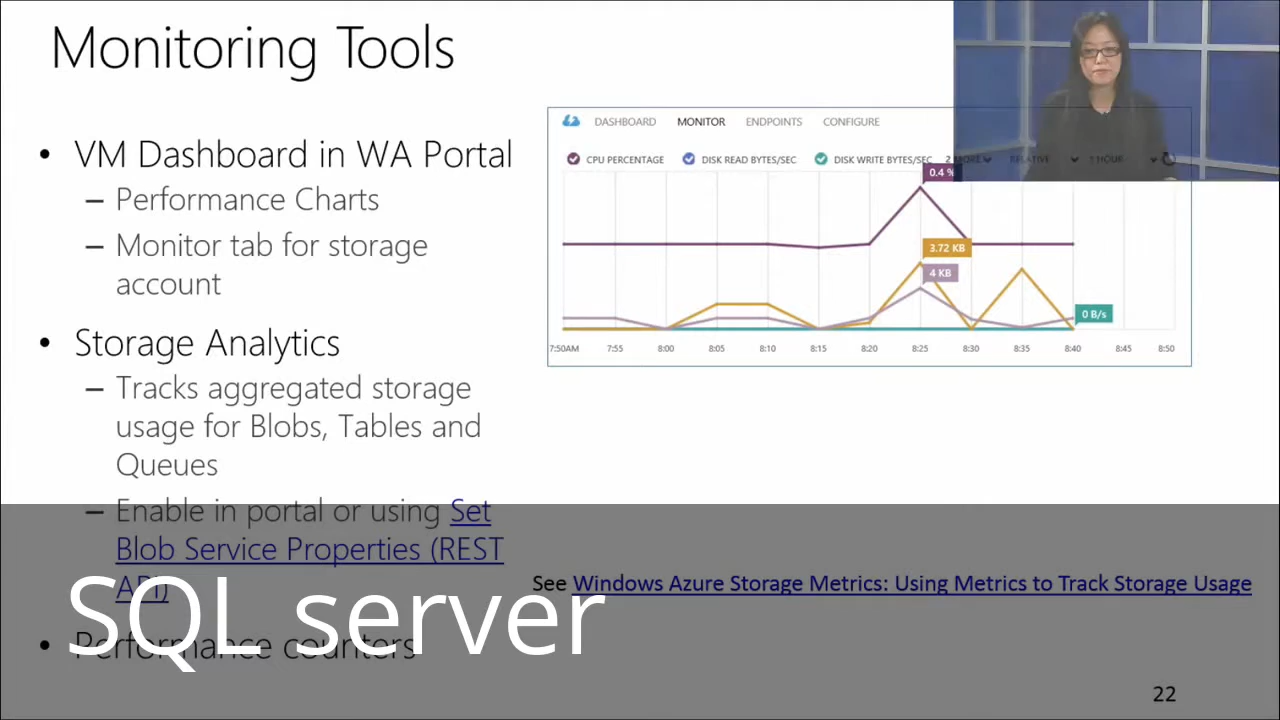 Monitoring Tools
• VM Dashboard in WA Portal
– Performance Charts
– Monitor tab for storage
account
• Storage Analytics
– Tracks aggregated storage
usage for Blobs, Tables and
Queues
– Enable in portal or using Set
Blob Service Properties (REST
API)
• Performance counters
DASHBOARD MONITOR ENDPOINTS CONFIGURE
CPU PERCENTAGE DISK READ BYTES/SEC DISK WRITE BYTES/SEC 2 MORE RELATIVE 1 HOUR
0.4 %
3.72 KB
4 KB
0 B/s
7:50AM 7:55 8:00 8:05 8:10 8:15 8:20 8:25 8:30 8:35 8:40 8:45 8:50
See Windows Azure Storage Metrics: Using Metrics to Track Storage Usage
SQL server
22